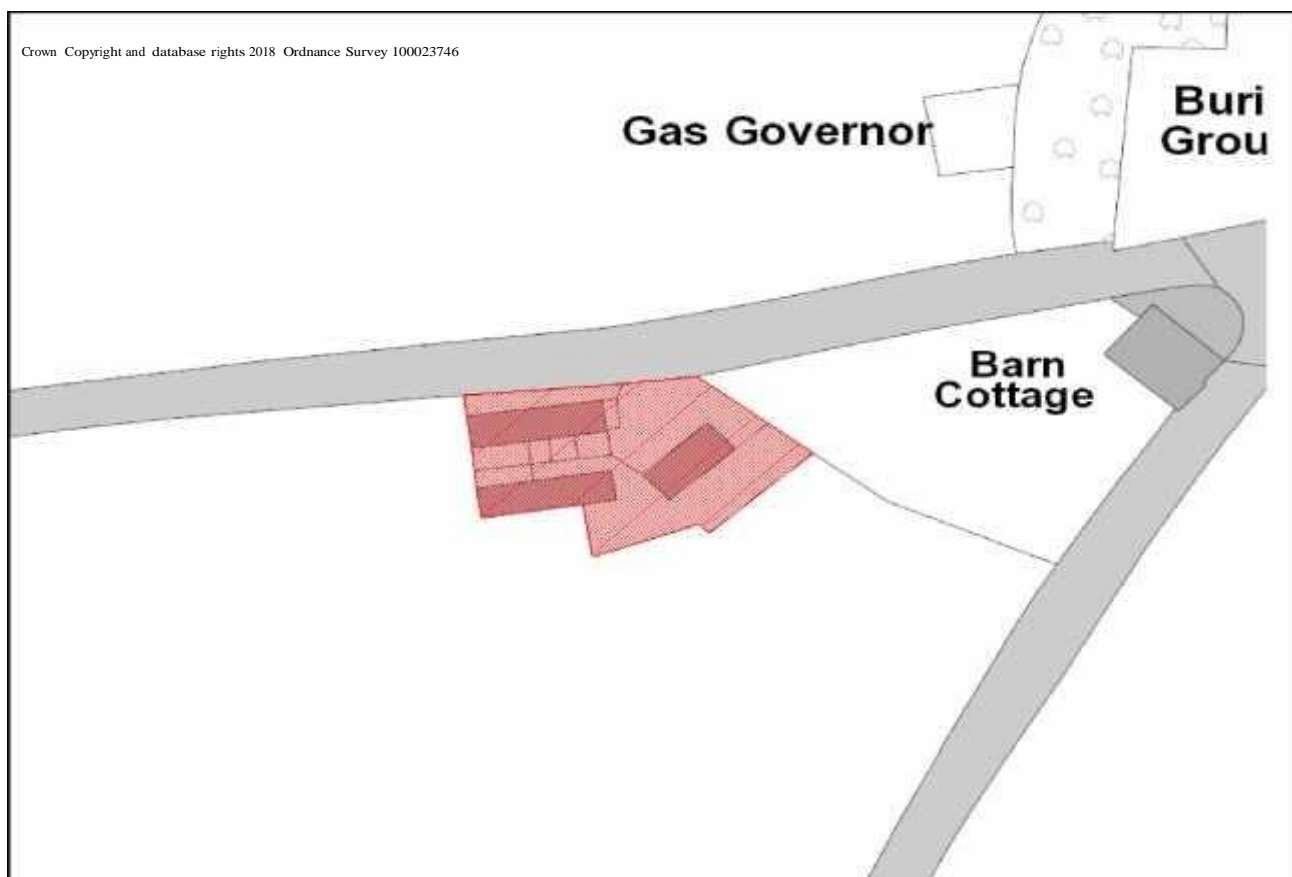 Crown Copyright and database rights 2018 Ordnance Survey 100023746
Gas Governor
Buri
Grou
Barn
Cottage